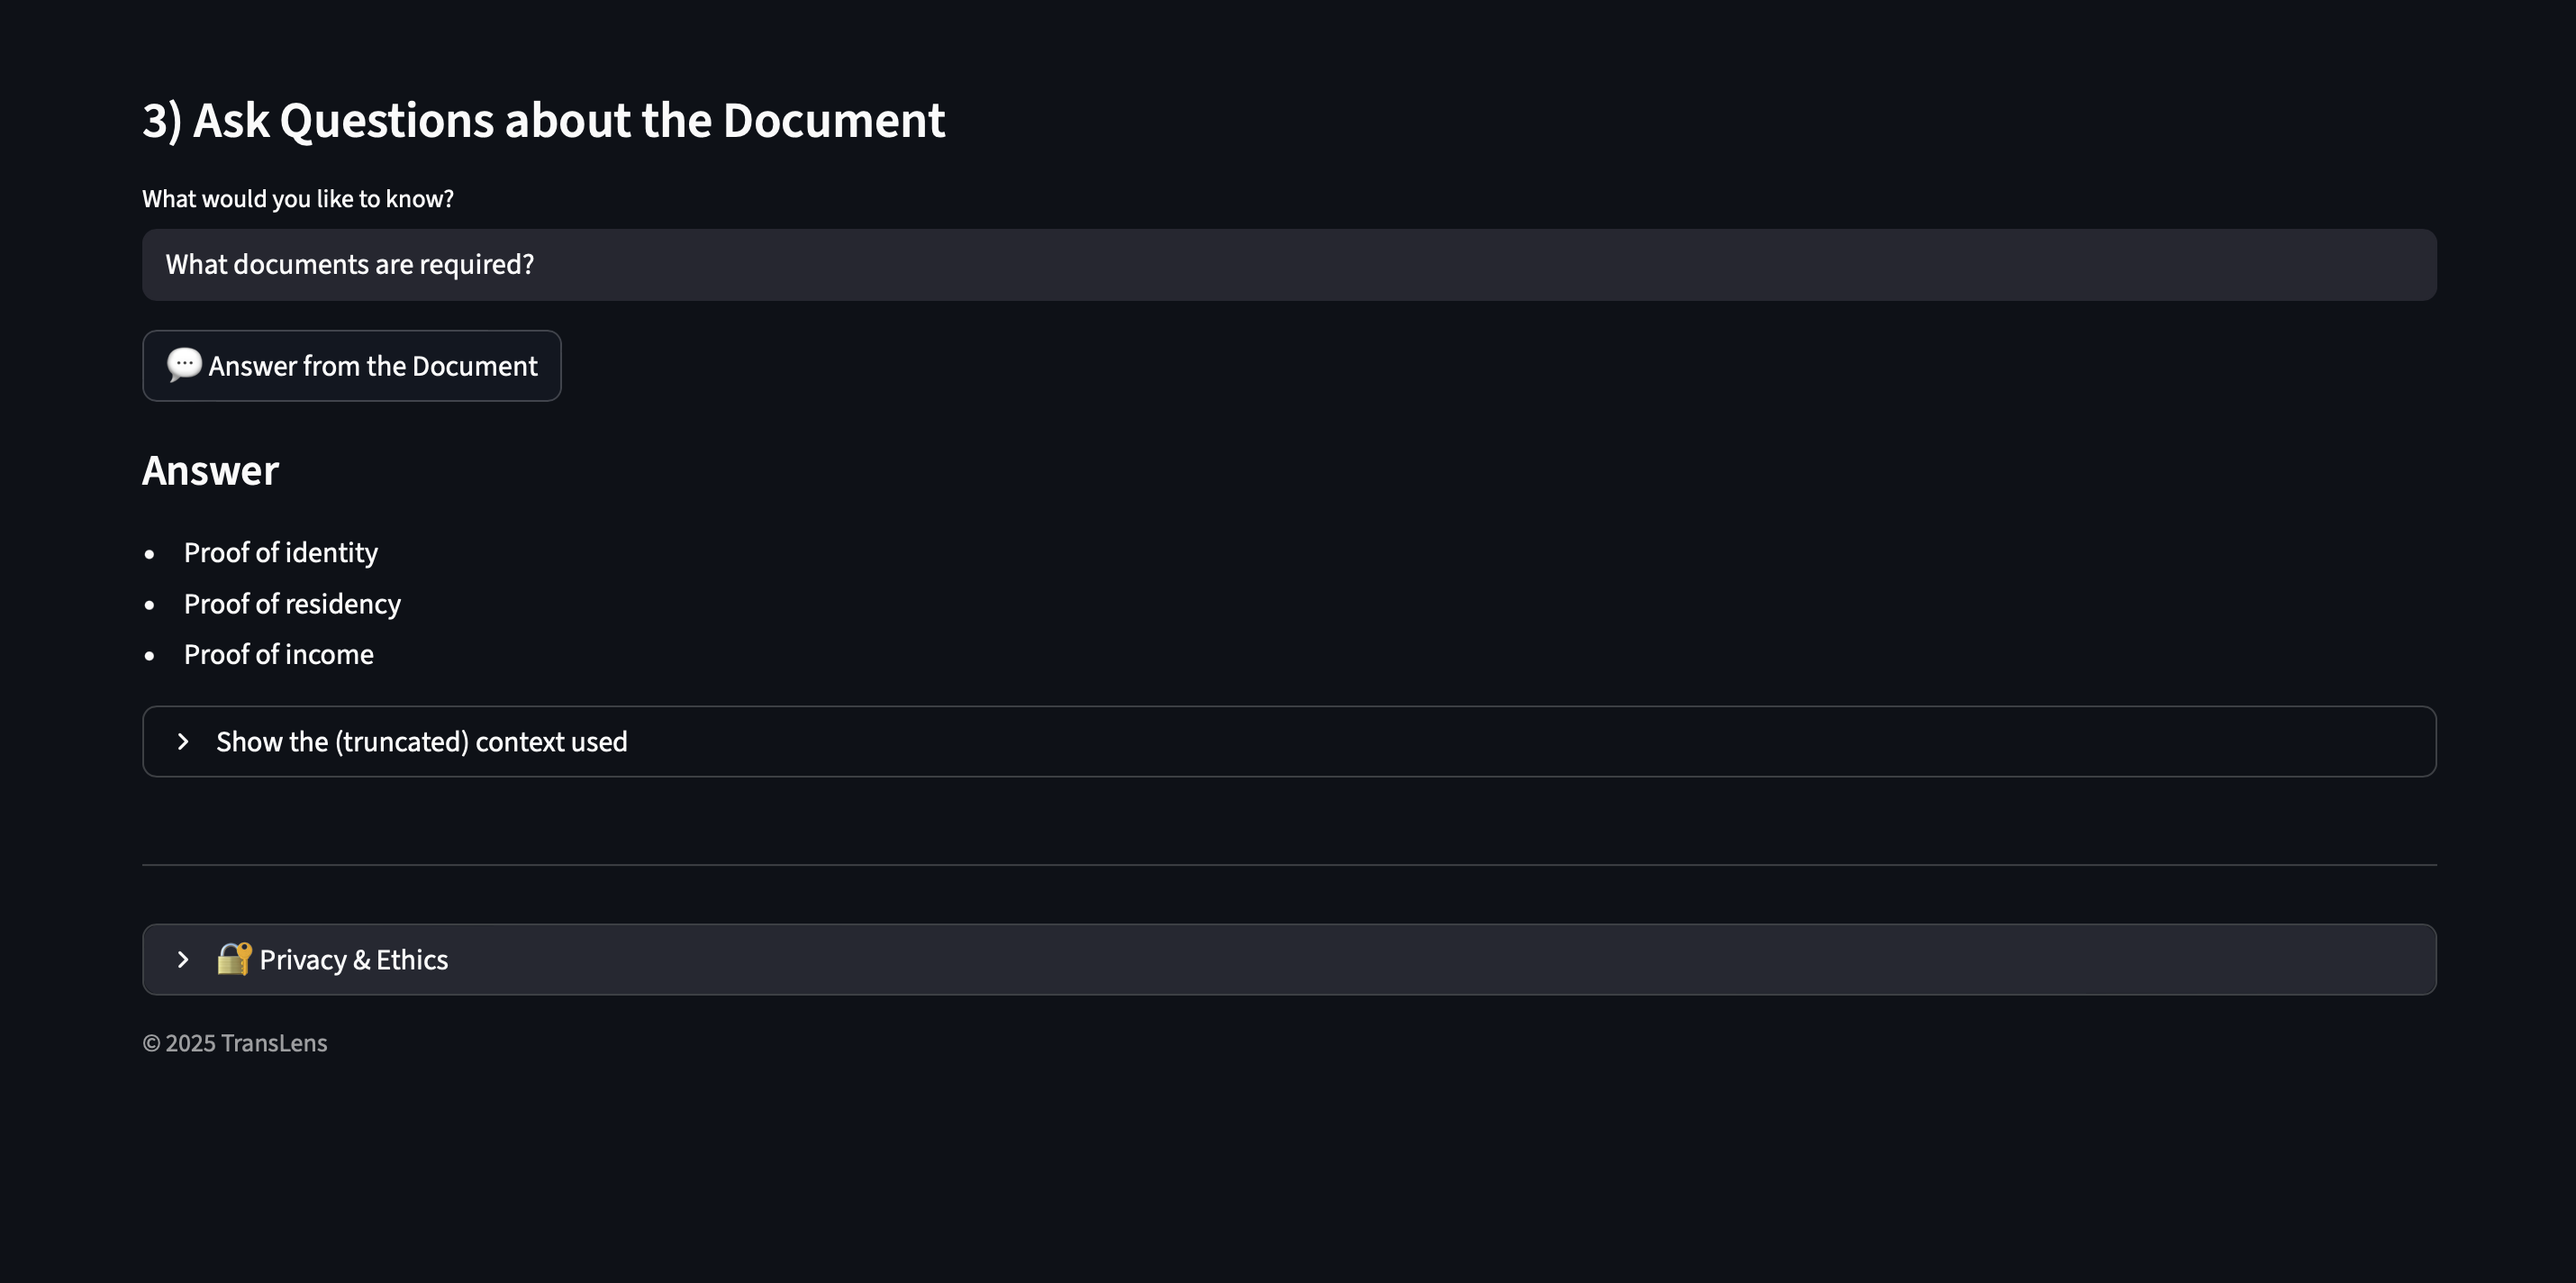 3) Ask Questions about the Document
What would you like to know?
What documents are required?
💬 Answer from the Document
Answer
• Proof of identity
• Proof of residency
• Proof of income
Show the (truncated) context used
🔐 Privacy & Ethics
© 2025 TransLens